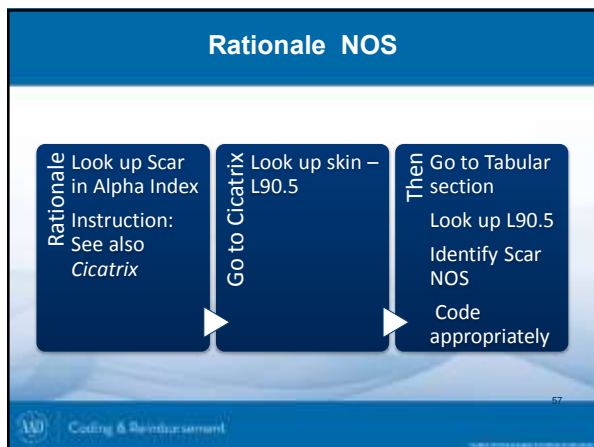 Rationale NOS
Rationale
Look up Scar
in Alpha Index
Instruction:
See also
Cicatrix
Go to Cicatrix
Look up skin –
L90.5
Then
Go to Tabular
section
Look up L90.5
Identify Scar
NOS
Code
appropriately
57
Coding & Reimbursement